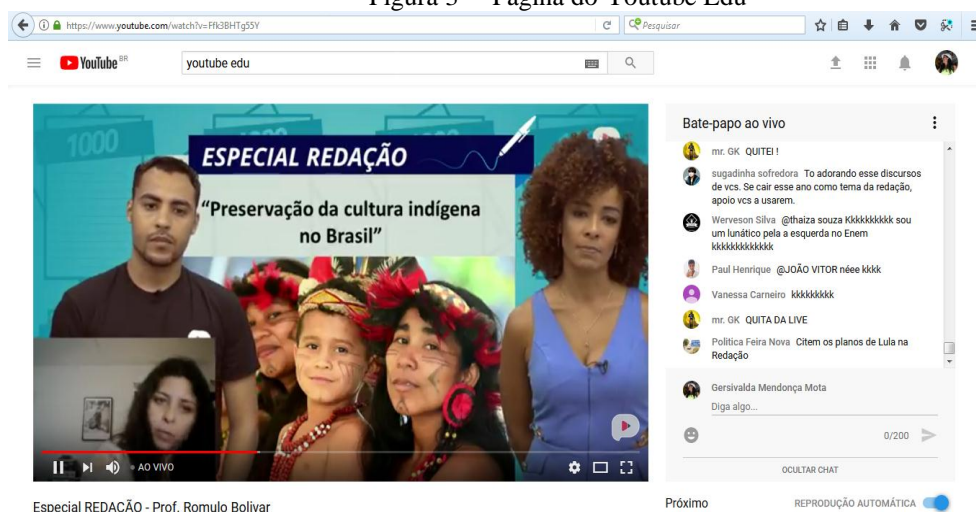 Figura 3 – Página do Youtube Edu
https://www.youtube.com/watch?v=Ffk3BHTg55Y
Pesquisar
YouTube BR
youtube edu
1000
ESPECIAL REDAÇÃO
“Preservação da cultura indígena
no Brasil”
AO VIVO
Especial REDAÇÃO - Prof. Romulo Bolivar
Bate-papo ao vivo
mr. GK QUITEI !
sugadinha sofredora To adorando esse discursos
de vcs. Se cair esse ano como tema da redação,
apoio vcs a usarem.
Werveson Silva @thaiza souza Kkkkkkkkkk sou
um lunático pela a esquerda no Enem
kkkkkkkkkkkk
Paul Henrique @JOÃO VITOR néee kkkk
Vanessa Carneiro kkkkkkkkk
mr. GK QUITA DA LIVE
Politica Feira Nova Citem os planos de Lula na
Redação
Gersivalda Mendonça Mota
Diga algo...
0/200
OCULTAR CHAT
Próximo
REPRODUÇÃO AUTOMÁTICA